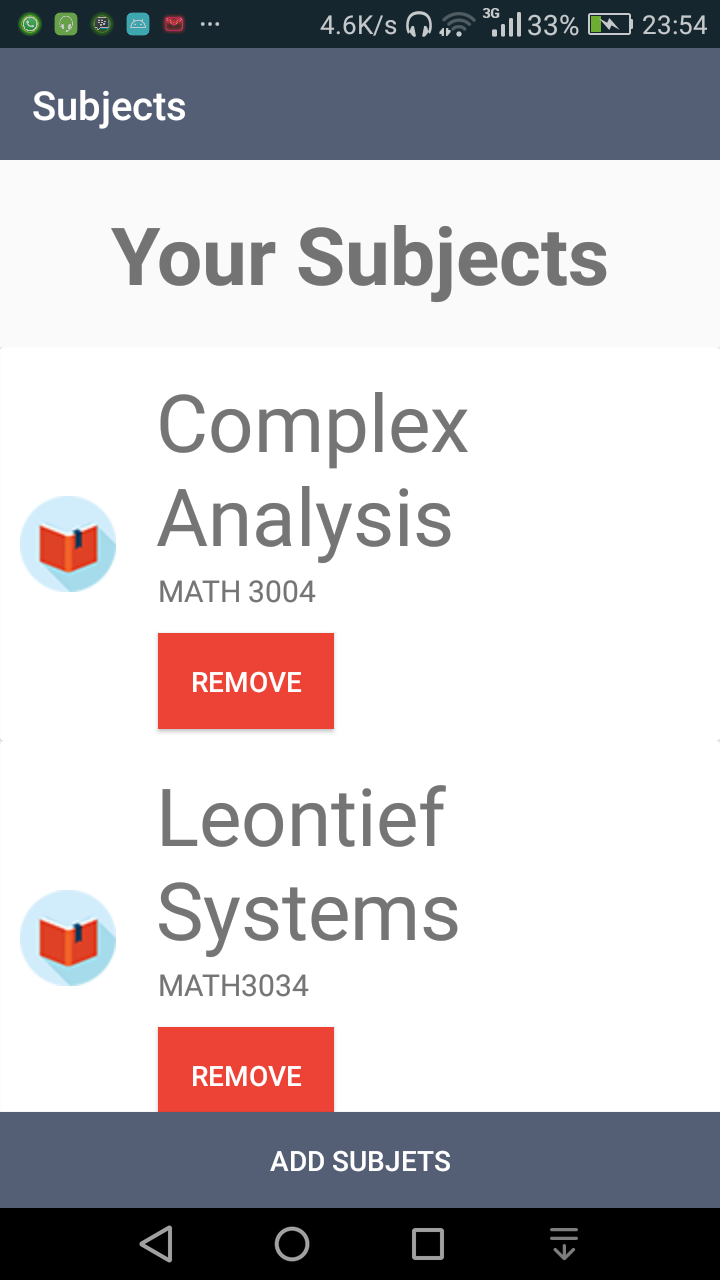 4.6K/s 3G 33% 23:54
Subjects
Your Subjects
Complex
Analysis
MATH 3004
REMOVE
Leontief
Systems
MATH3034
REMOVE
ADD SUBJETS